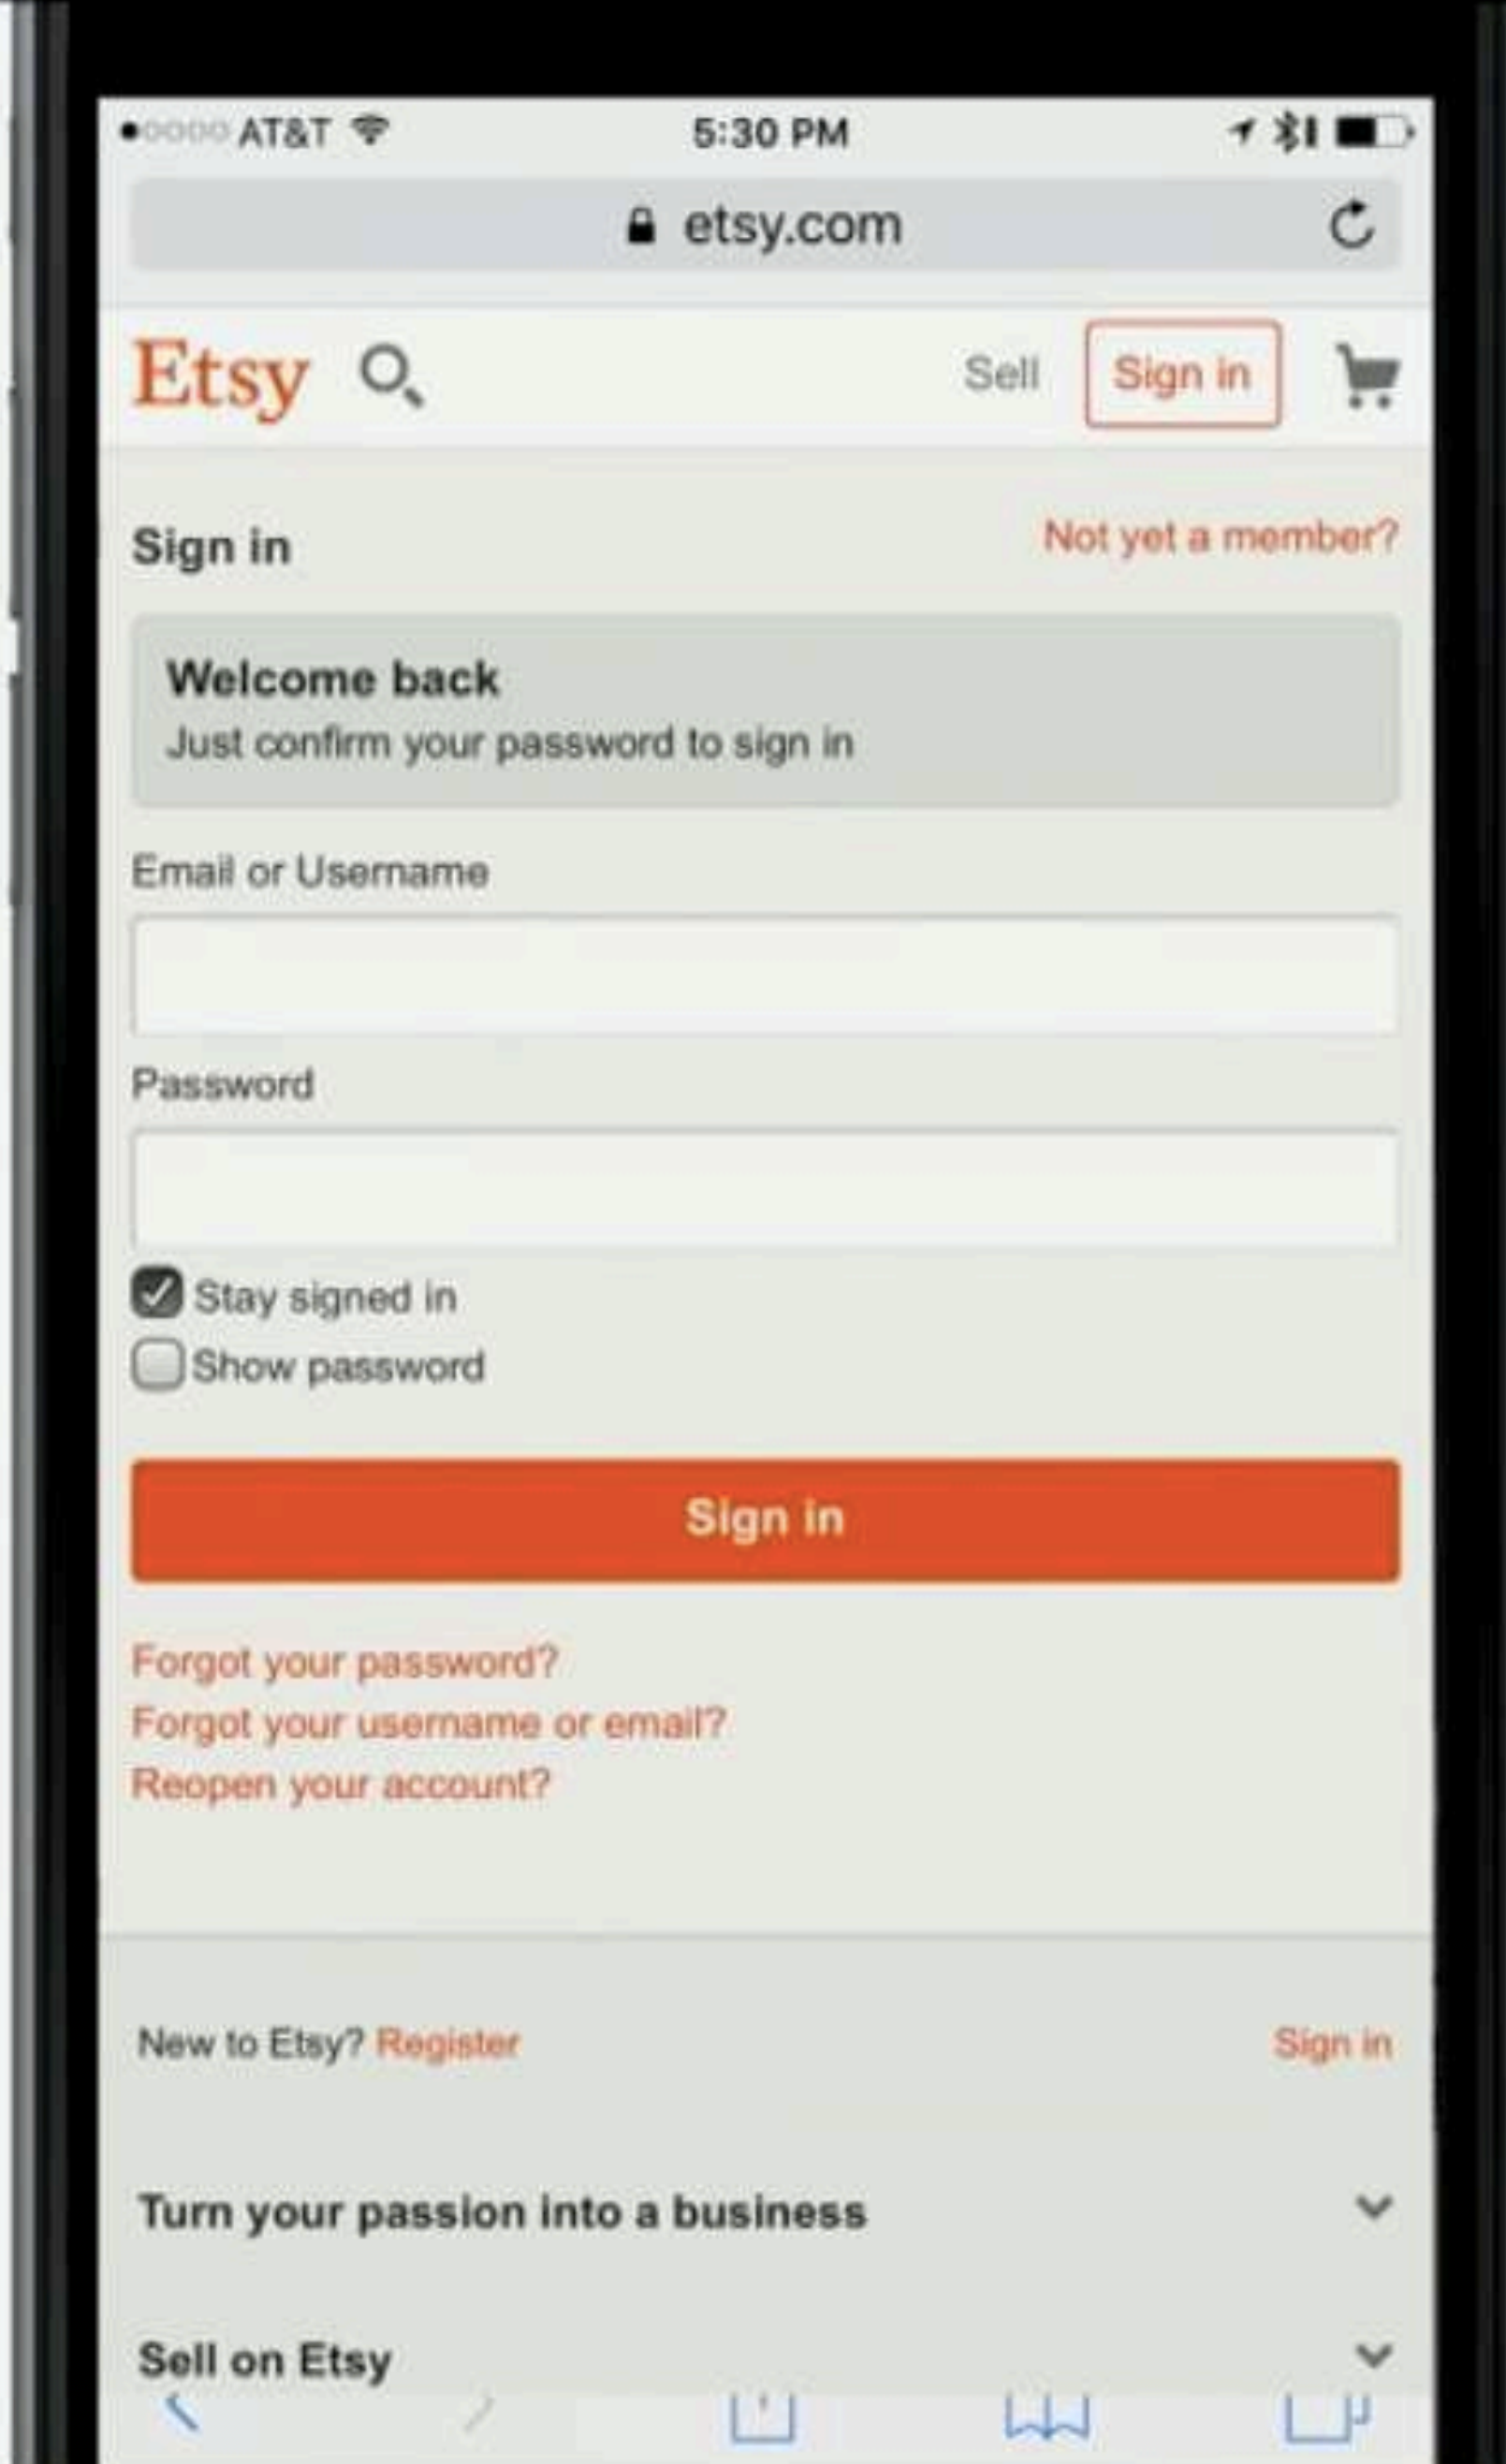 AT&T 5:30 PM
etsy.com
Etsy Sell Sign in
Sign in Not yet a member?
Welcome back
Just confirm your password to sign in
Email or Username
Password
Stay signed in
Show password
Sign in
Forgot your password?
Forgot your username or email?
Reopen your account?
New to Etsy? Register Sign in
Turn your passion into a business
Sell on Etsy